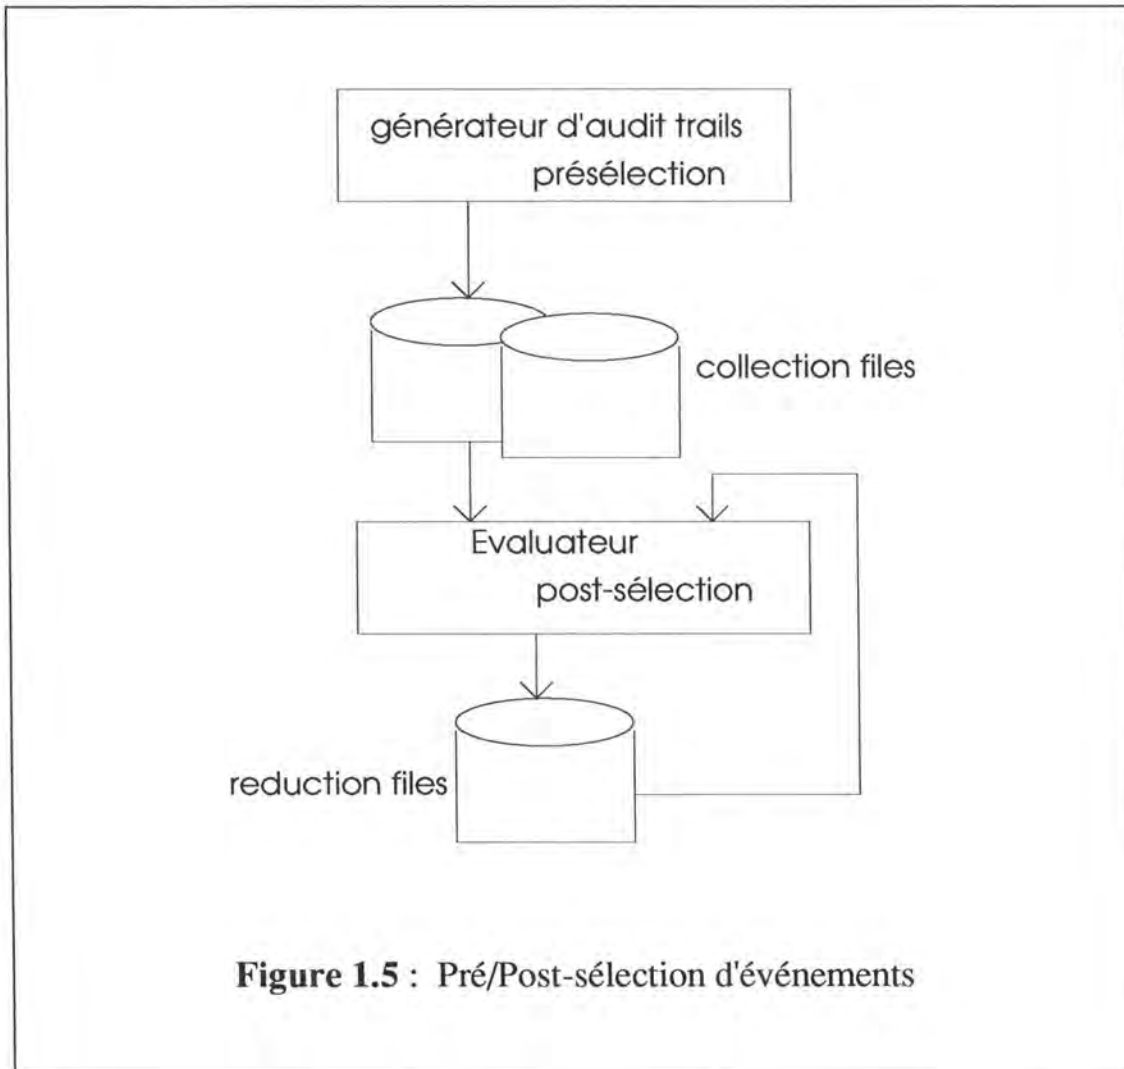 générateur d'audit trails
présélection
collection files
Evaluateur
post-sélection
reduction files
Figure 1.5 : Pré/Post-sélection d'événements